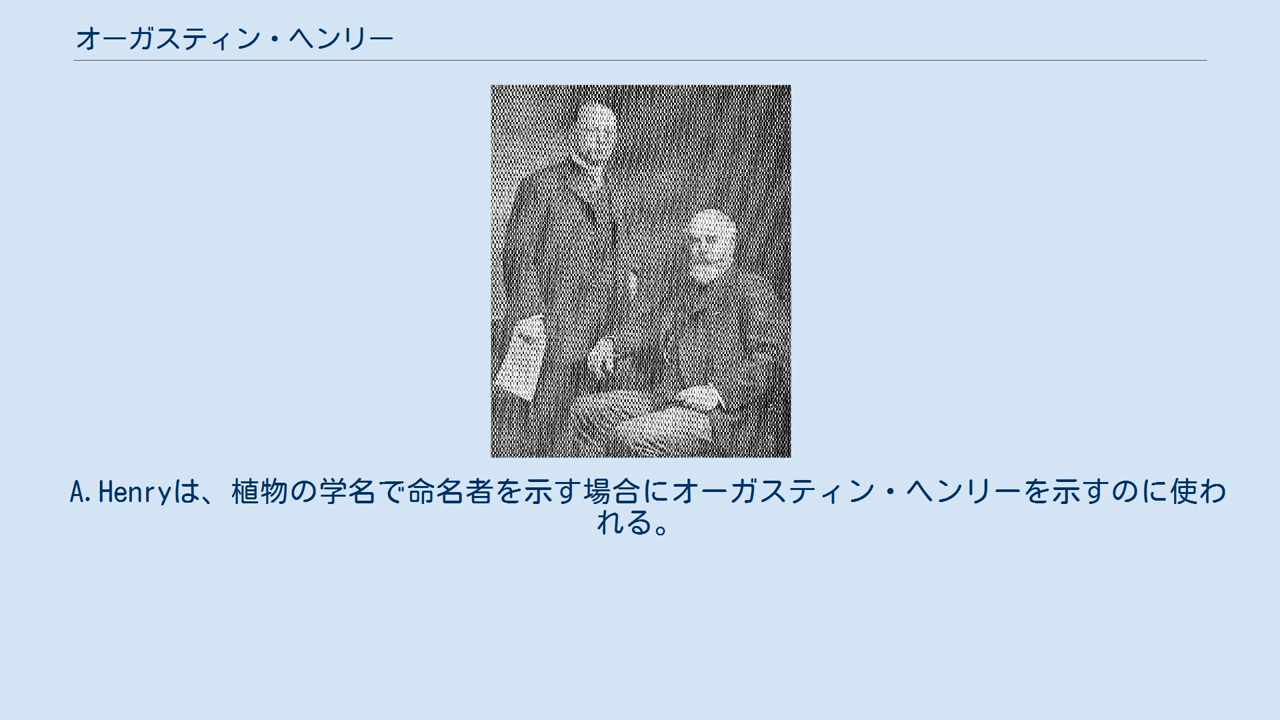 オーガスティン・ヘンリー
A.Henryは、植物の学名で命名者を示す場合にオーガスティン・ヘンリーを示すのに使わ
れる。